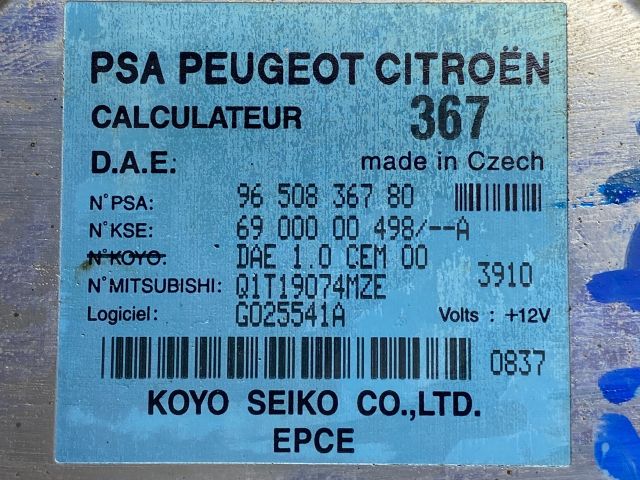 PSA PEUGEOT CITROËN
CALCULATEUR 367
D.A.E: made in Czech
N°PSA: 96 508 367 80
N°KSE: 69 000 00 498/--A
N°KOYO: DAE 1.0 CEM 00
N°MITSUBISHI: Q1T19074MZE 3910
Logiciel: G025541A Volts : +12V
0837
KOYO SEIKO CO.,LTD.
EPCE